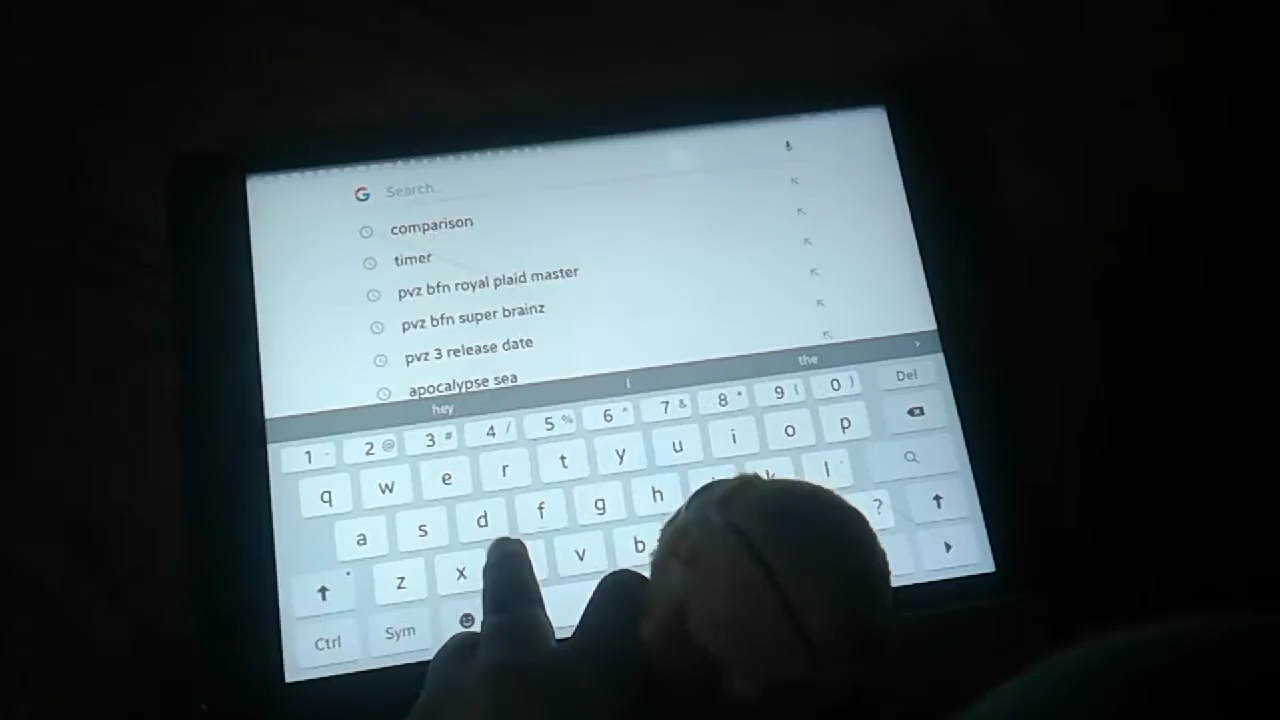 G Search..
comparison
timer
pvz bfn royal plaid master
pvz bfn super brainz
pvz 3 release date
apocalypse sea
hey I the
1 - 2 @ 3 # 4 / 5 % 6 ^ 7 & 8 * 9 ( 0 ) Del
q w e r t y u i o p
a s d f g h k l
z x v b ?
Ctrl Sym